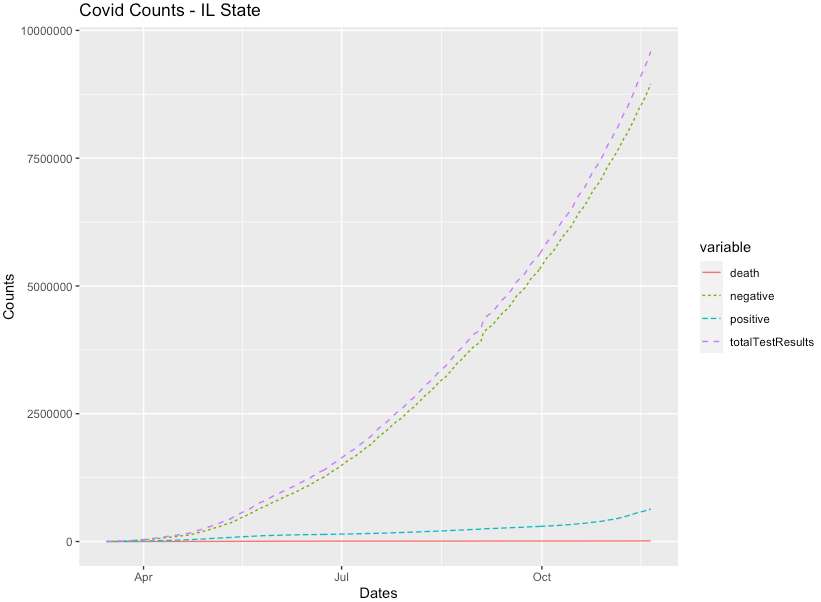 Covid Counts - IL State
10000000
7500000
5000000
2500000
0
Counts
Apr
Jul
Oct
Dates
variable
death
negative
positive
totalTestResults